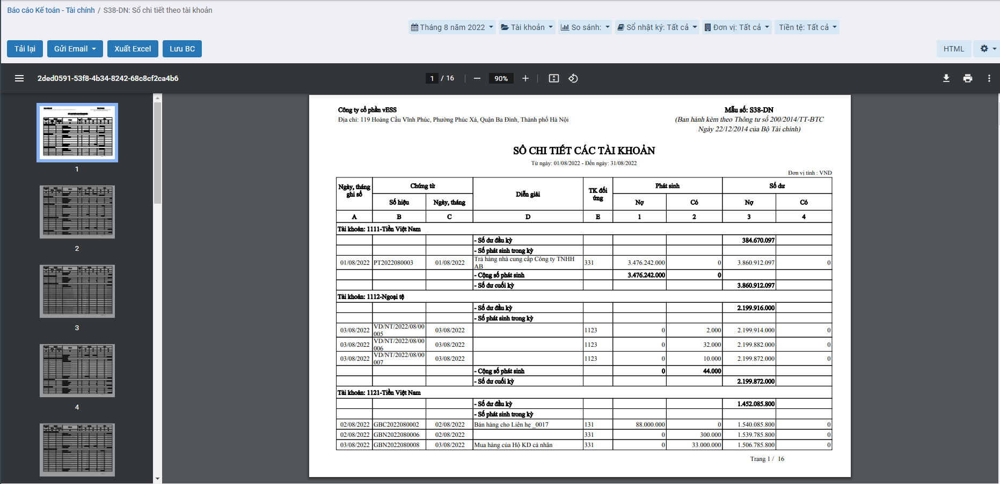 Báo cáo Kế toán - Tài chính / S38-DN: Sổ chi tiết theo tài khoản
Tháng 8 năm 2022 Tài khoản So sánh: Sổ nhật ký: Tất cả Đơn vị: Tất cả Tiền tệ: Tất cả
Tải lại Gửi Email Xuất Excel Lưu BC HTML
2ded0591-53f8-4b34-8242-68c8cf2ca4b6 1 / 16 90%
1
2
3
4
Công ty cổ phần vESS Mẫu số: S38-DN
Địa chỉ: 119 Hoàng Cầu Vĩnh Phúc, Phường Phúc Xá, Quận Ba Đình, Thành phố Hà Nội (Ban hành kèm theo Thông tư số 200/2014/TT-BTC
Ngày 22/12/2014 của Bộ Tài chính)
SỔ CHI TIẾT CÁC TÀI KHOẢN
Từ ngày: 01/08/2022 - Đến ngày: 31/08/2022
Đơn vị tính : VND
Ngày, tháng ghi sổ Chứng từ Diễn giải TK đối ứng Phát sinh Số dư
Số hiệu Ngày, tháng Nợ Có Nợ Có
A B C D E 1 2 3 4
Tài khoản: 1111-Tiền Việt Nam
- Số dư đầu kỳ 384.670.097
- Số phát sinh trong kỳ
01/08/2022 PT2022080003 01/08/2022 Trả hàng nhà cung cấp Công ty TNHH AB 331 3.476.242.000 0 3.860.912.097 0
- Cộng số phát sinh 3.476.242.000 0
- Số dư cuối kỳ 3.860.912.097
Tài khoản: 1112-Ngoại tệ
- Số dư đầu kỳ 2.199.916.000
- Số phát sinh trong kỳ
03/08/2022 VD/NT/2022/08/00005 03/08/2022 1123 0 2.000 2.199.914.000 0
03/08/2022 VD/NT/2022/08/00006 03/08/2022 1123 0 32.000 2.199.882.000 0
03/08/2022 VD/NT/2022/08/00007 03/08/2022 1123 0 10.000 2.199.872.000 0
- Cộng số phát sinh 0 44.000
- Số dư cuối kỳ 2.199.872.000
Tài khoản: 1121-Tiền Việt Nam
- Số dư đầu kỳ 1.452.085.800
- Số phát sinh trong kỳ
02/08/2022 GBC2022080002 02/08/2022 Bán hàng cho Liên hẹ _0017 131 88.000.000 0 1.540.085.800 0
02/08/2022 GBN2022080006 02/08/2022 331 0 300.000 1.539.785.800 0
03/08/2022 GBN2022080008 03/08/2022 Mua hàng của Hộ KD cá nhân 331 0 33.000.000 1.506.785.800 0
Trang 1 / 16